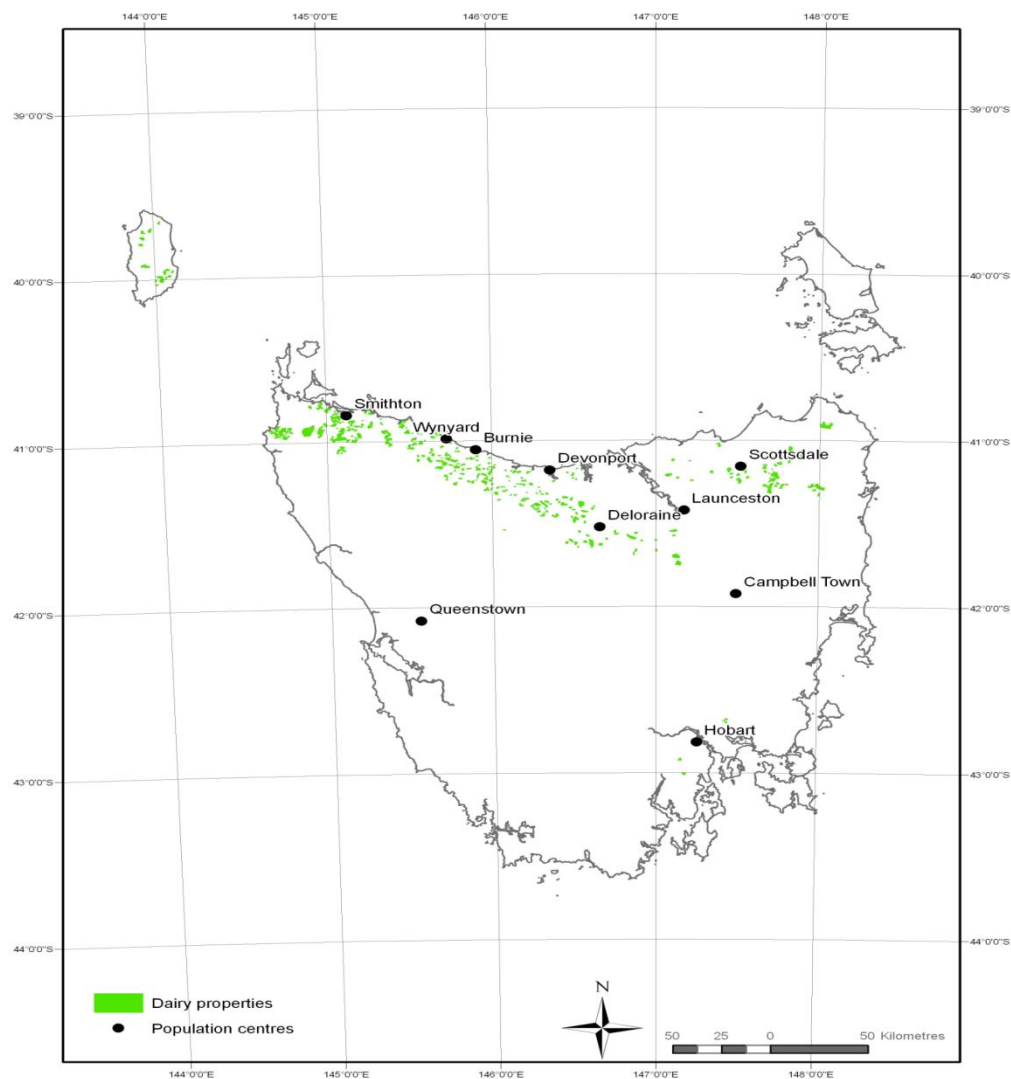 144°0'0"E 145°0'0"E 146°0'0"E 147°0'0"E 148°0'0"E
39°0'0"S 39°0'0"S
40°0'0"S 40°0'0"S
Smithton
Wynyard
Burnie
41°0'0"S 41°0'0"S
Devonport
Scottsdale
Launceston
Deloraine
Campbell Town
42°0'0"S 42°0'0"S
Queenstown
Hobart
43°0'0"S 43°0'0"S
44°0'0"S 44°0'0"S
Dairy properties
Population centres
N
50 25 0 50 Kilometres
144°0'0"E 145°0'0"E 146°0'0"E 147°0'0"E 148°0'0"E